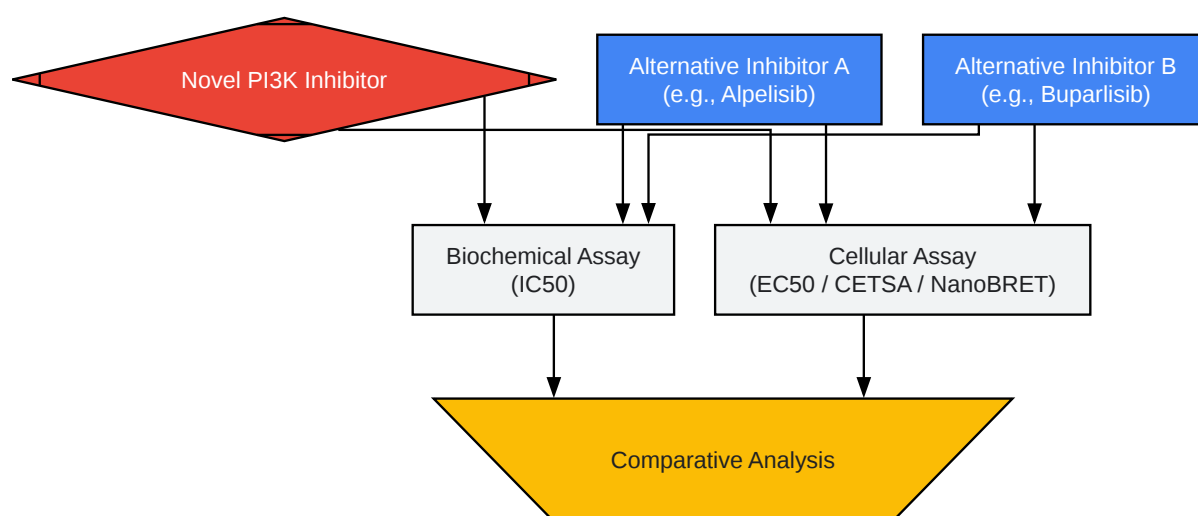 Novel PI3K Inhibitor
Alternative Inhibitor A
(e.g., Alpelisib)
Alternative Inhibitor B
(e.g., Buparlisib)
Biochemical Assay
(IC50)
Cellular Assay
(EC50 / CETSA / NanoBRET)
Comparative Analysis